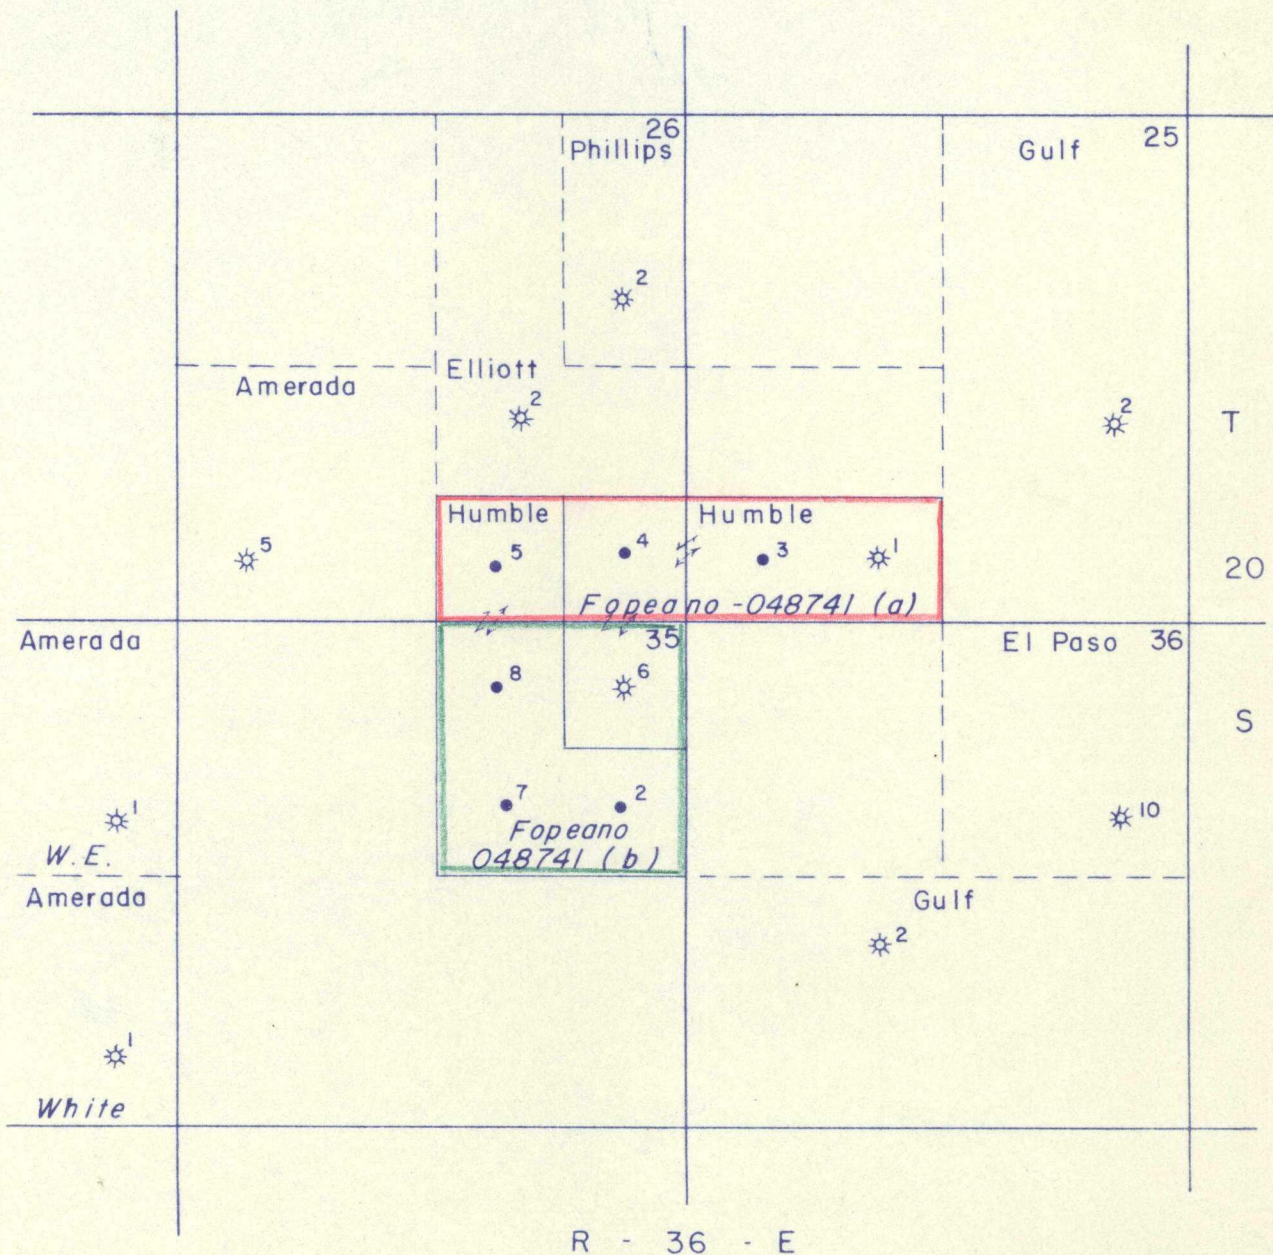 26
25
Phillips
Gulf
2
Elliott
Amerada
2
2
T
Humble
Humble
5
5
4
3
1
20
Fopeano - 048741 (a)
Amerada
35
El Paso
36
8
6
S
7
2
1
10
Fopeano
048741 (b)
W.E.
Amerada
Gulf
2
1
White
R - 36 - E